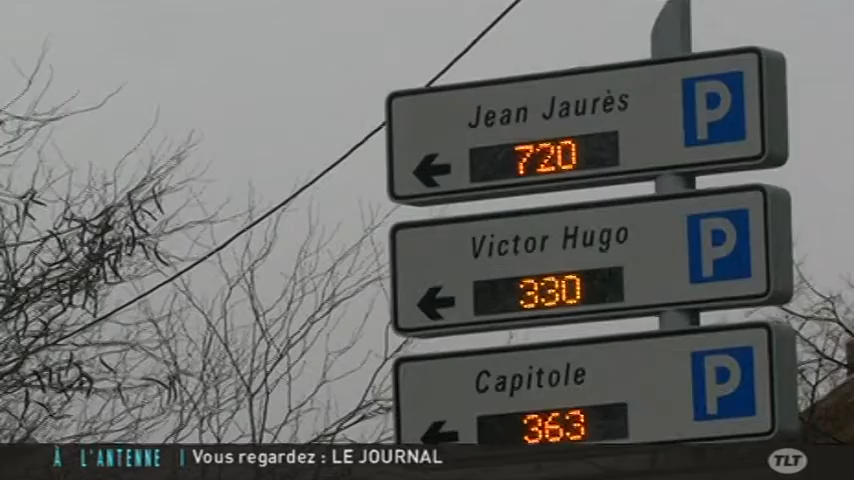 Jean Jaurès
P
720
Victor Hugo
P
330
Capitole
P
363
À L'ANTENNE | Vous regardez : LE JOURNAL
TLT